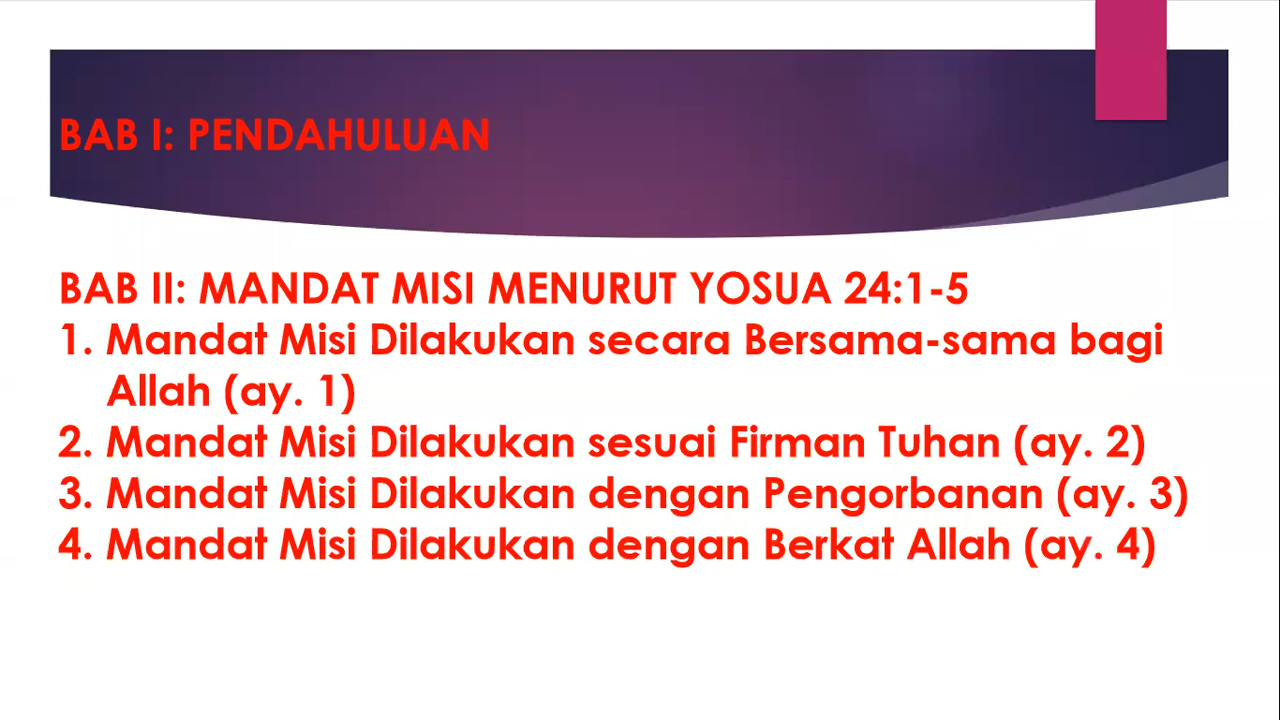 BAB I: PENDAHULUAN
BAB II: MANDAT MISI MENURUT YOSUA 24:1-5
1. Mandat Misi Dilakukan secara Bersama-sama bagi
Allah (ay. 1)
2. Mandat Misi Dilakukan sesuai Firman Tuhan (ay. 2)
3. Mandat Misi Dilakukan dengan Pengorbanan (ay. 3)
4. Mandat Misi Dilakukan dengan Berkat Allah (ay. 4)